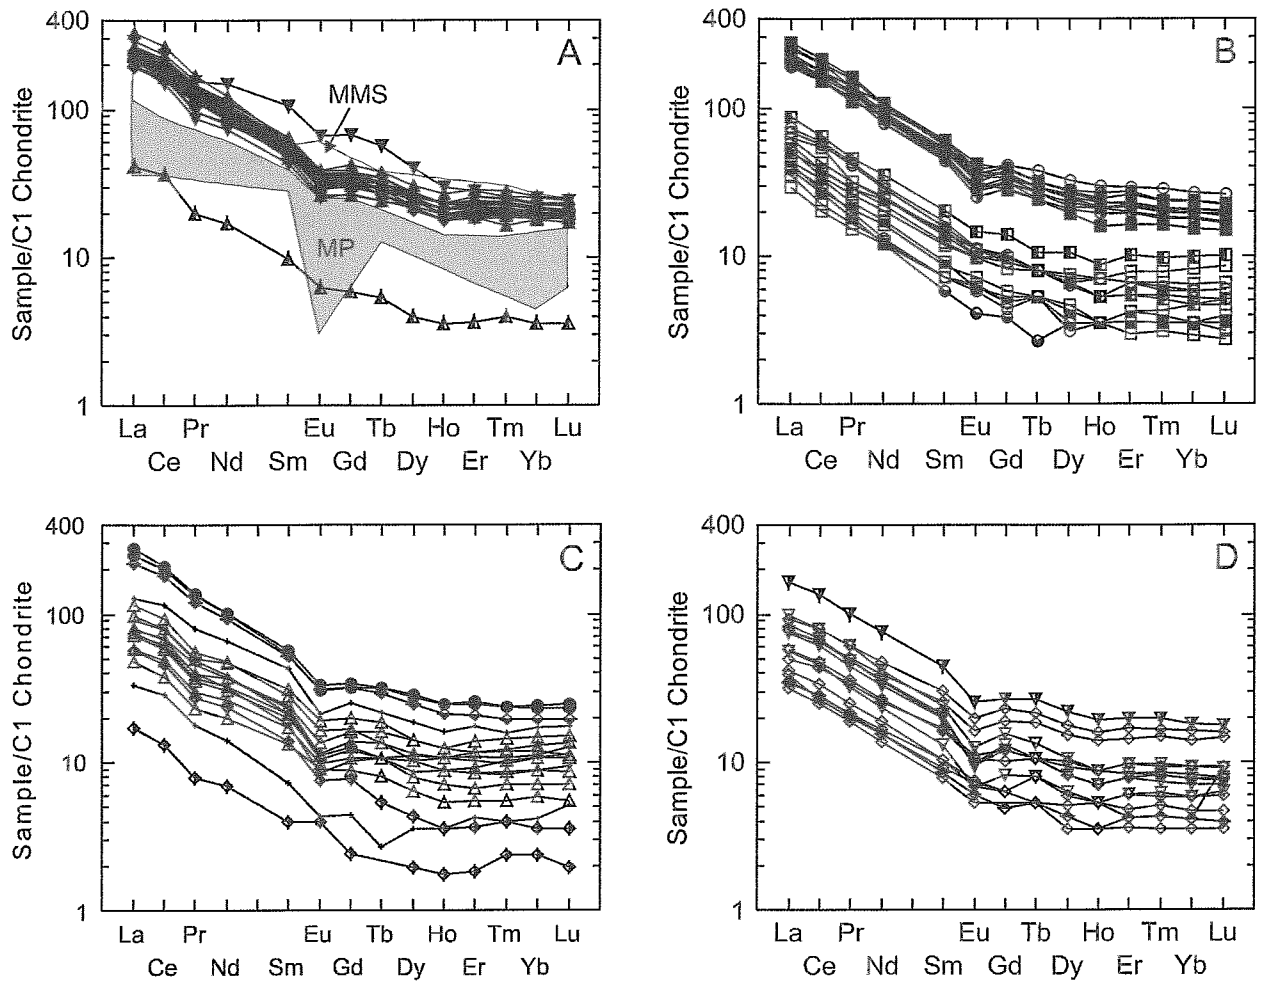 Sample/C1 Chondrite
400
100
10
1
A
MMS
MP
La Pr Eu Tb Ho Tm Lu
Ce Nd Sm Gd Dy Er Yb
Sample/C1 Chondrite
400
100
10
1
B
La Pr Eu Tb Ho Tm Lu
Ce Nd Sm Gd Dy Er Yb
Sample/C1 Chondrite
400
100
10
1
C
La Pr Eu Tb Ho Tm Lu
Ce Nd Sm Gd Dy Er Yb
Sample/C1 Chondrite
400
100
10
1
D
La Pr Eu Tb Ho Tm Lu
Ce Nd Sm Gd Dy Er Yb